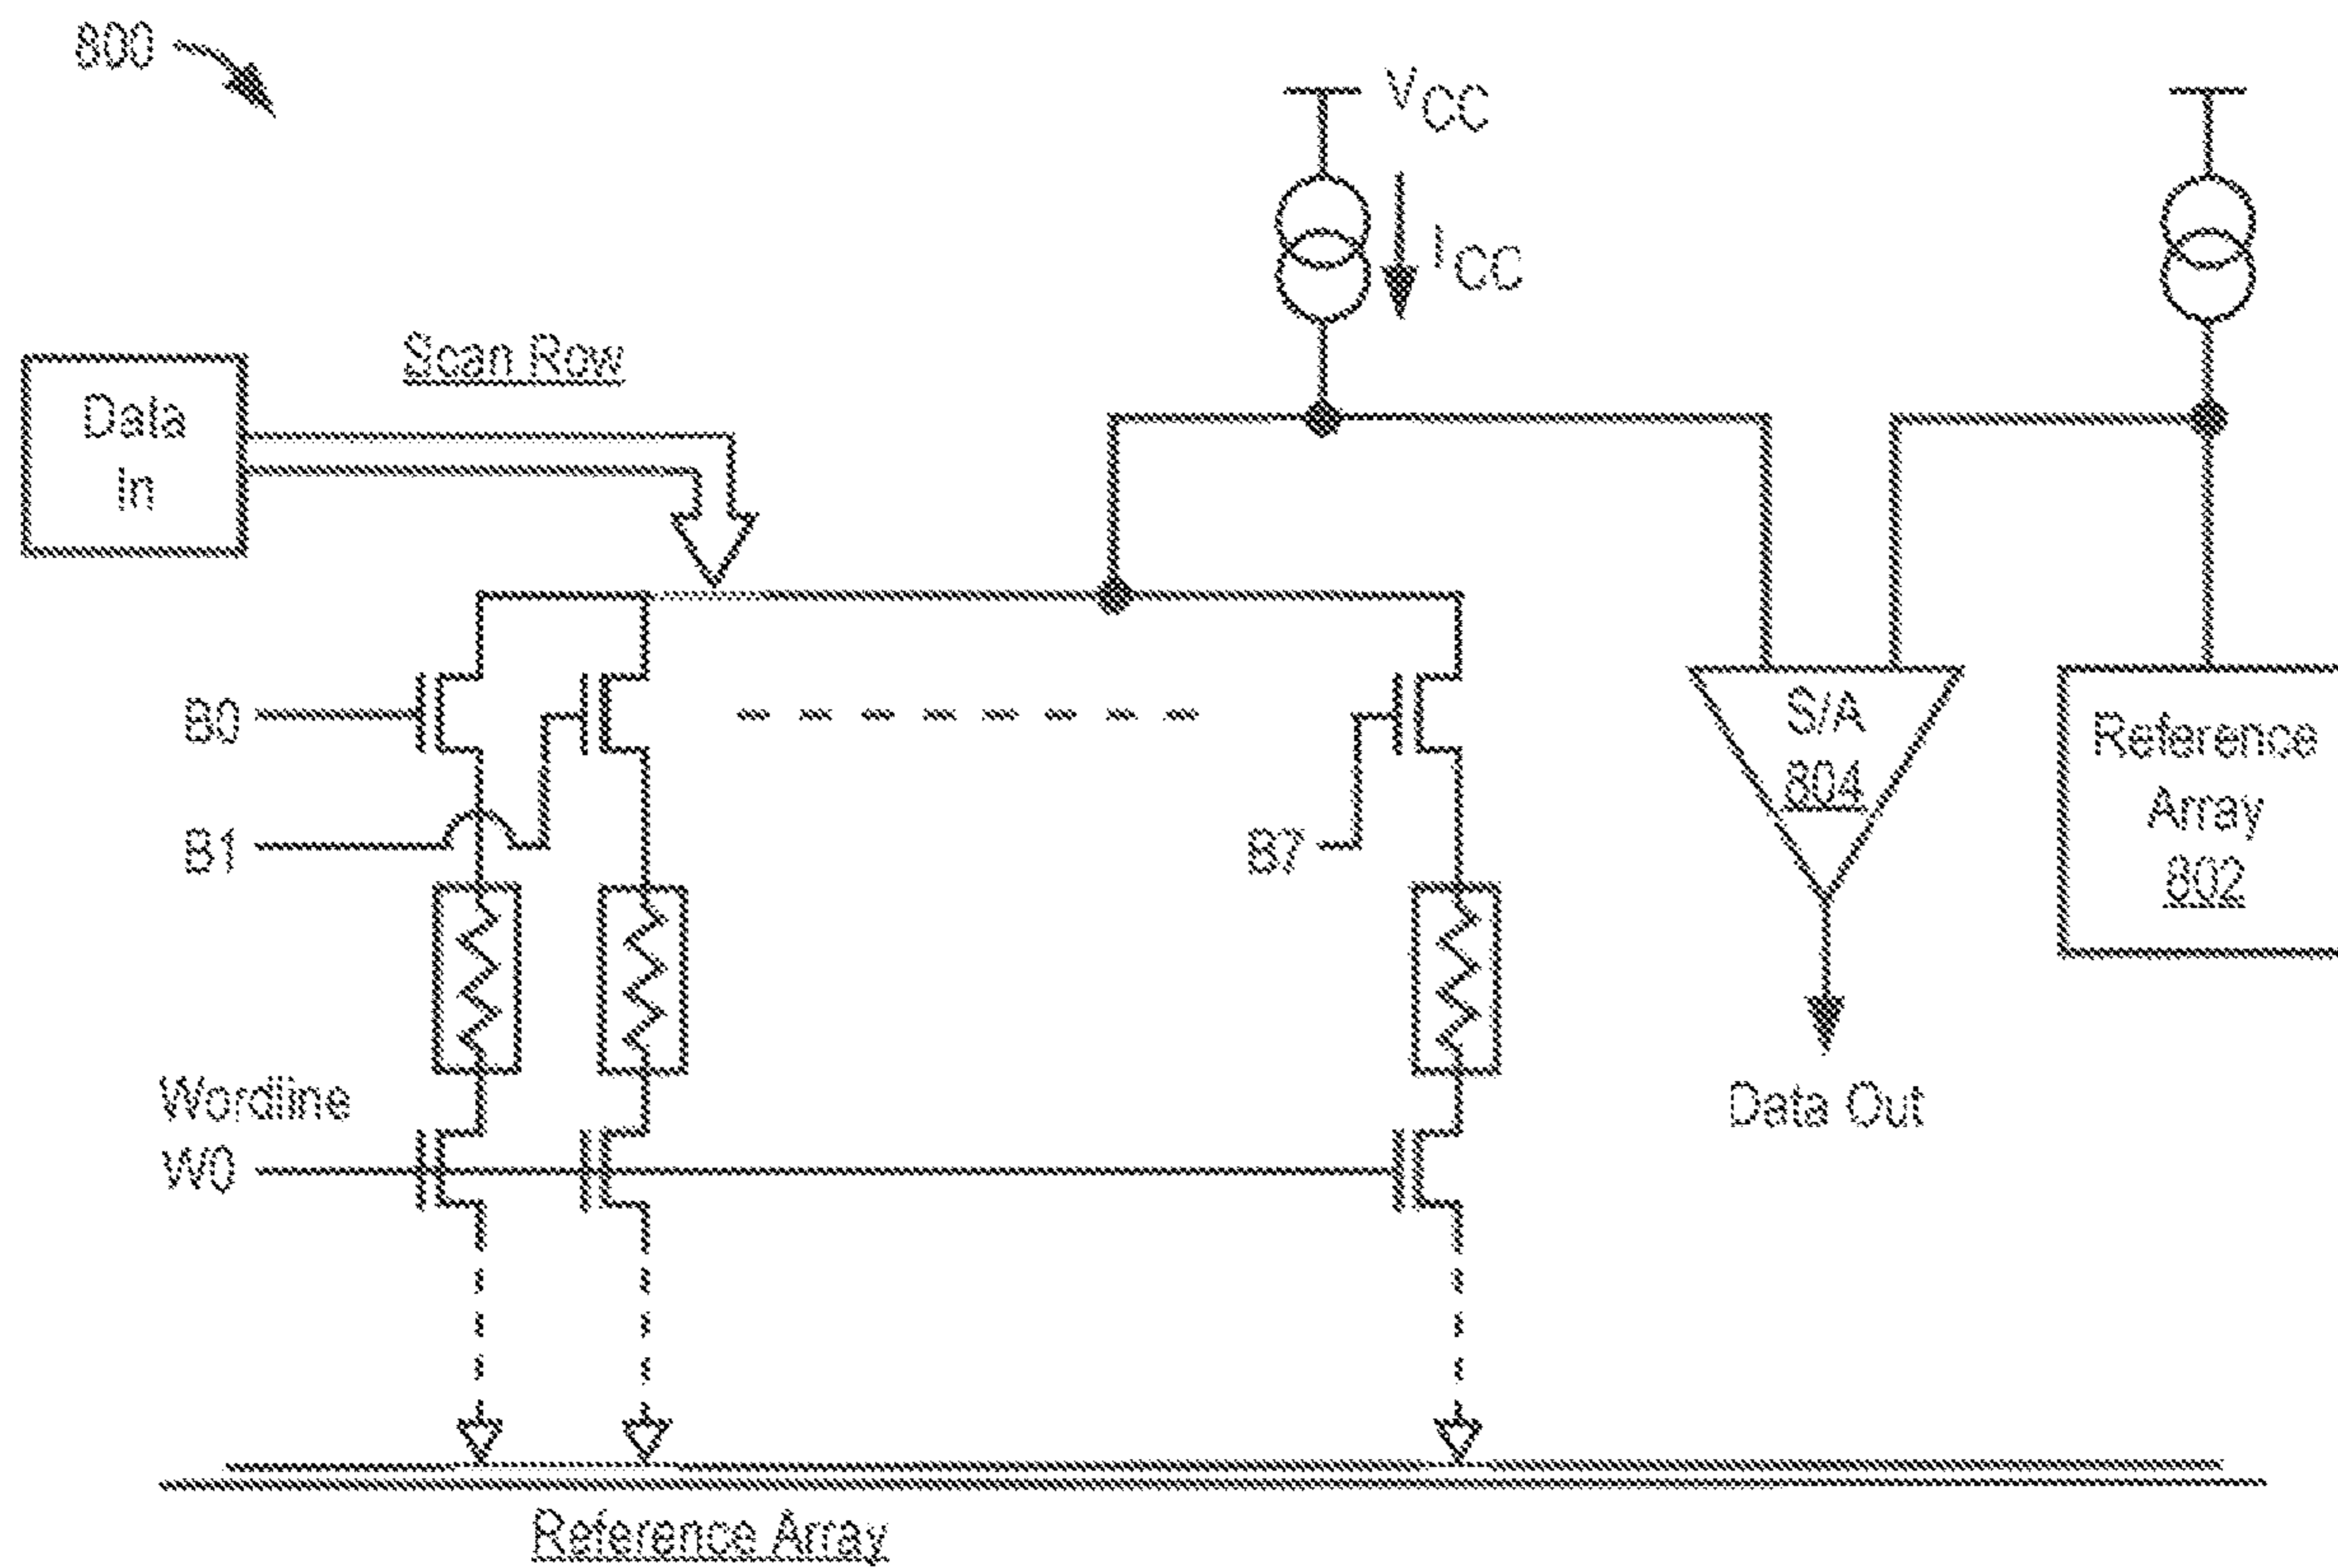 800
VCC
ICC
Scan Row
Data
In
B0
B1
B7
S/A
804
Reference
Array
802
Wordline
W0
Data Out
Reference Array